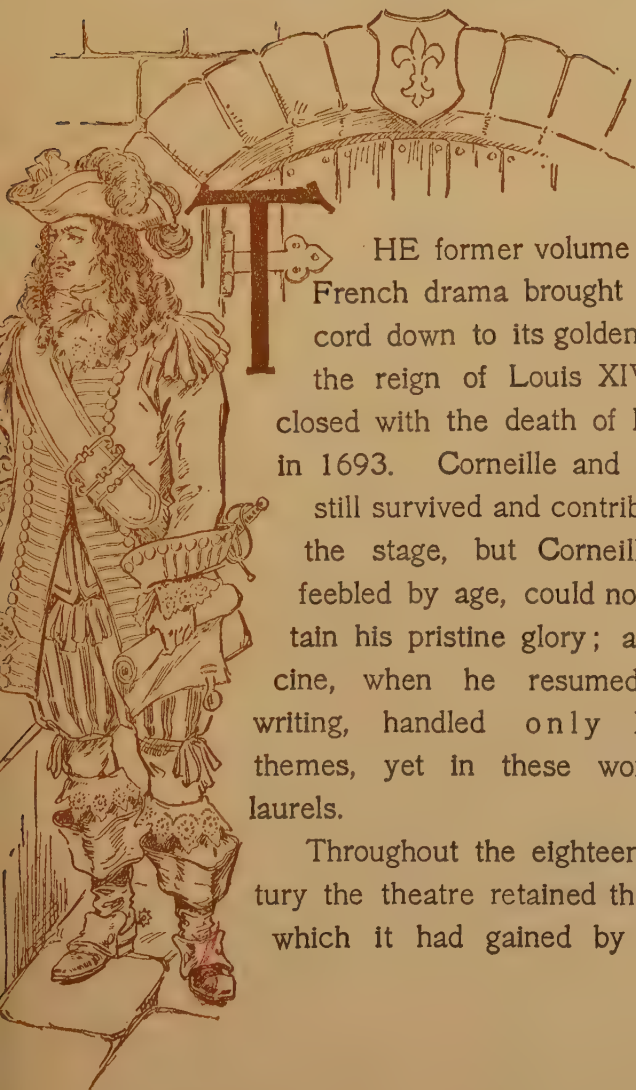 THE former volume
French drama brought
cord down to its golden
the reign of Louis XIV
closed with the death of
in 1693. Corneille and
still survived and contrib
the stage, but Corneill
feebled by age, could no
tain his pristine glory; a
cine, when he resumed
writing, handled only
themes, yet in these wor
laurels.
Throughout the eighteen
tury the theatre retained th
which it had gained by